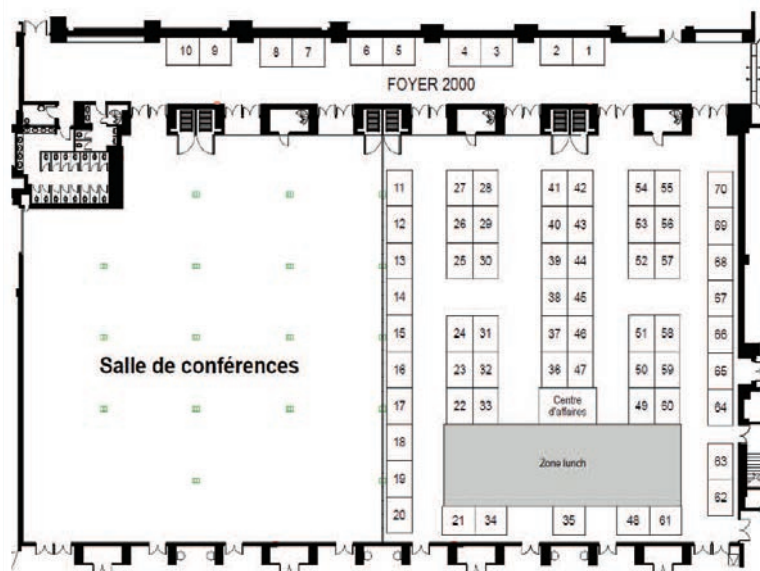 10 9 8 7 6 5 4 3 2 1
FOYER 2000
11 27 28 41 42 54 55 70
12 26 29 40 43 53 56 69
13 25 30 39 44 52 57 68
14 38 45 67
15 24 31 37 46 51 58 66
Salle de conférences
16 23 32 36 47 50 59 65
17 22 33 Centre 49 60 64
d'affaires
18
Zone lunch
63
19
62
20 21 34 35 48 61